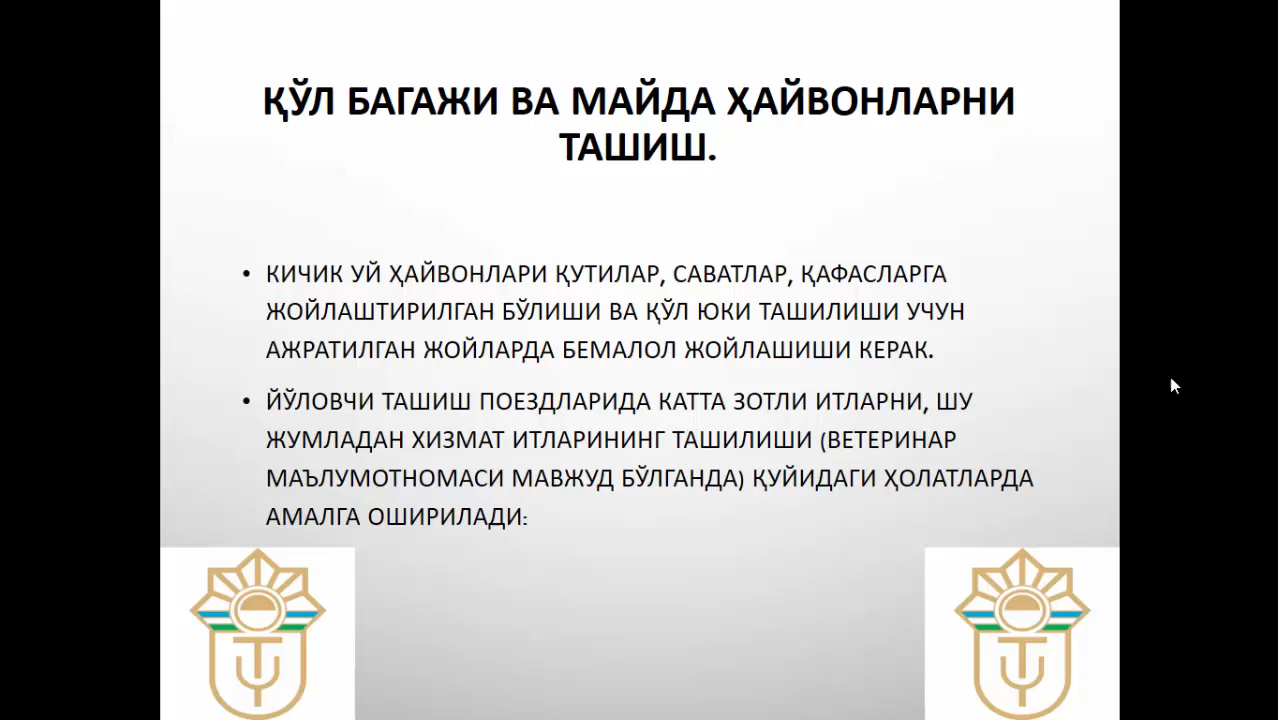 ҚЎЛ БАГАЖИ ВА МАЙДА ҲАЙВОНЛАРНИ
ТАШИШ.
• КИЧИК УЙ ҲАЙВОНЛАРИ ҚУТИЛАР, САВАТЛАР, ҚАФАСЛАРГА
ЖОЙЛАШТИРИЛГАН БЎЛИШИ ВА ҚЎЛ ЮКИ ТАШИЛИШИ УЧУН
АЖРАТИЛГАН ЖОЙЛАРДА БЕМАЛОЛ ЖОЙЛАШИШИ КЕРАК.
• ЙЎЛОВЧИ ТАШИШ ПОЕЗДЛАРИДА КАТТА ЗОТЛИ ИТЛАРНИ, ШУ
ЖУМЛАДАН ХИЗМАТ ИТЛАРИНИНГ ТАШИЛИШИ (ВЕТЕРИНАР
МАЪЛУМОТНОМАСИ МАВЖУД БЎЛГАНДА) ҚУЙИДАГИ ҲОЛАТЛАРДА
АМАЛГА ОШИРИЛАДИ: